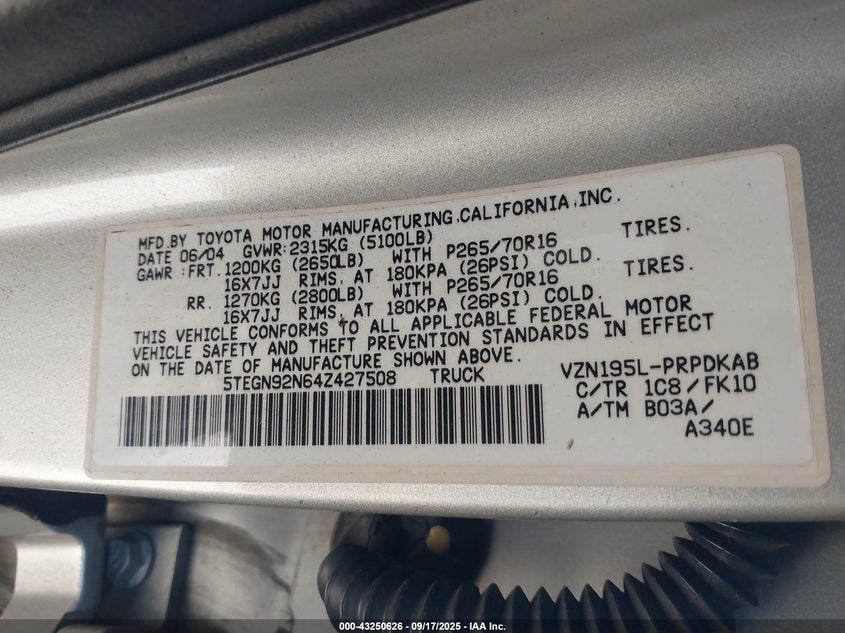 MFD.BY TOYOTA MOTOR MANUFACTURING,CALIFORNIA,INC.
DATE 06/04 GVWR:2315KG (5100LB)
GAWR:FRT.1200KG (2650LB) WITH P265/70R16 TIRES.
16X7JJ RIMS, AT 180KPA (26PSI) COLD.
RR. 1270KG (2800LB) WITH P265/70R16 TIRES.
16X7JJ RIMS, AT 180KPA (26PSI) COLD.
THIS VEHICLE CONFORMS TO ALL APPLICABLE FEDERAL MOTOR
VEHICLE SAFETY AND THEFT PREVENTION STANDARDS IN EFFECT
ON THE DATE OF MANUFACTURE SHOWN ABOVE.
5TEGN92N64Z427508 TRUCK
VZN195L-PRPDKAB
C/TR 1C8/FK10
A/TM B03A/
A340E
000-43250626 - 09/17/2025 - IAA, Inc.